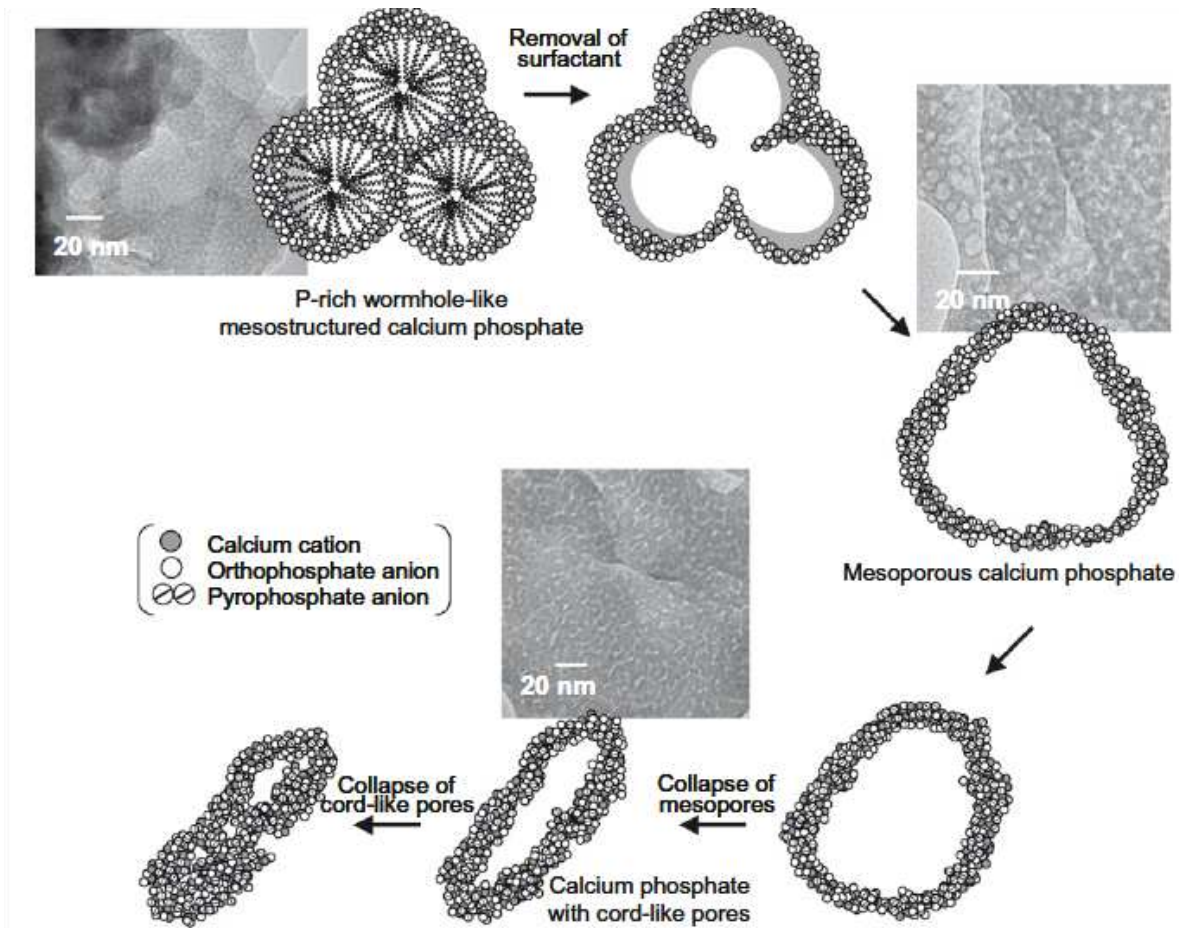 Removal of
surfactant
20 nm
P-rich wormhole-like
mesostructured calcium phosphate
20 nm
Mesoporous calcium phosphate
Calcium cation
Orthophosphate anion
Pyrophosphate anion
20 nm
Collapse of
cord-like pores
Collapse of
mesopores
Calcium phosphate
with cord-like pores